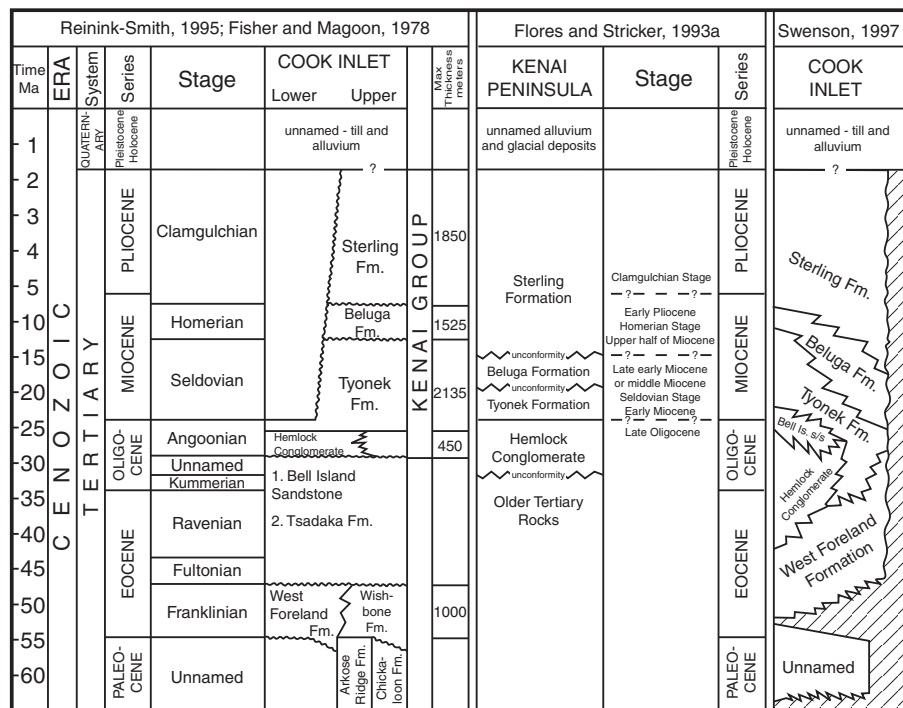 Reinink-Smith, 1995; Fisher and Magoon, 1978
Flores and Stricker, 1993a
Swenson, 1997
Time
Ma
ERA
System
Series
Stage
COOK INLET
Lower Upper
Max
Thickness
meters
KENAI
PENINSULA
Stage
Series
COOK
INLET
1
2
3
4
5
10
15
20
25
30
35
40
45
50
55
60
CENOZOIC
QUATERN-
ARY
TERTIARY
Pleistocene
Holocene
PLIOCENE
MIOCENE
OLIGO-
CENE
EOCENE
PALEO-
CENE
Clamgulchian
Homerian
Seldovian
Angoonian
Unnamed
Kummerian
Ravenian
Fultonian
Franklinian
Unnamed
unnamed - till and
alluvium
?
Sterling
Fm.
Beluga
Fm.
Tyonek
Fm.
Hemlock
Conglomerate
1. Bell Island
Sandstone
2. Tsadaka Fm.
West
Foreland
Fm.
Wish-
bone
Fm.
Arkose
Ridge Fm.
Chicka-
loon Fm.
KENAI GROUP
1850
1525
2135
450
1000
unnamed alluvium
and glacial deposits
Sterling
Formation
unconformity
Beluga Formation
unconformity
Tyonek Formation
Hemlock
Conglomerate
unconformity
Older Tertiary
Rocks
Clamgulchian Stage
? ?
Early Pliocene
Homerian Stage
Upper half of Miocene
? ?
Late early Miocene
or middle Miocene
Seldovian Stage
Early Miocene
? ?
Late Oligocene
Pleistocene
Holocene
PLIOCENE
MIOCENE
OLIGO-
CENE
EOCENE
PALEO-
CENE
unnamed - till and
alluvium
?
Sterling Fm.
Beluga Fm.
Tyonek Fm.
Bell Is. s/s
Hemlock
Conglomerate
West Foreland
Formation
Unnamed